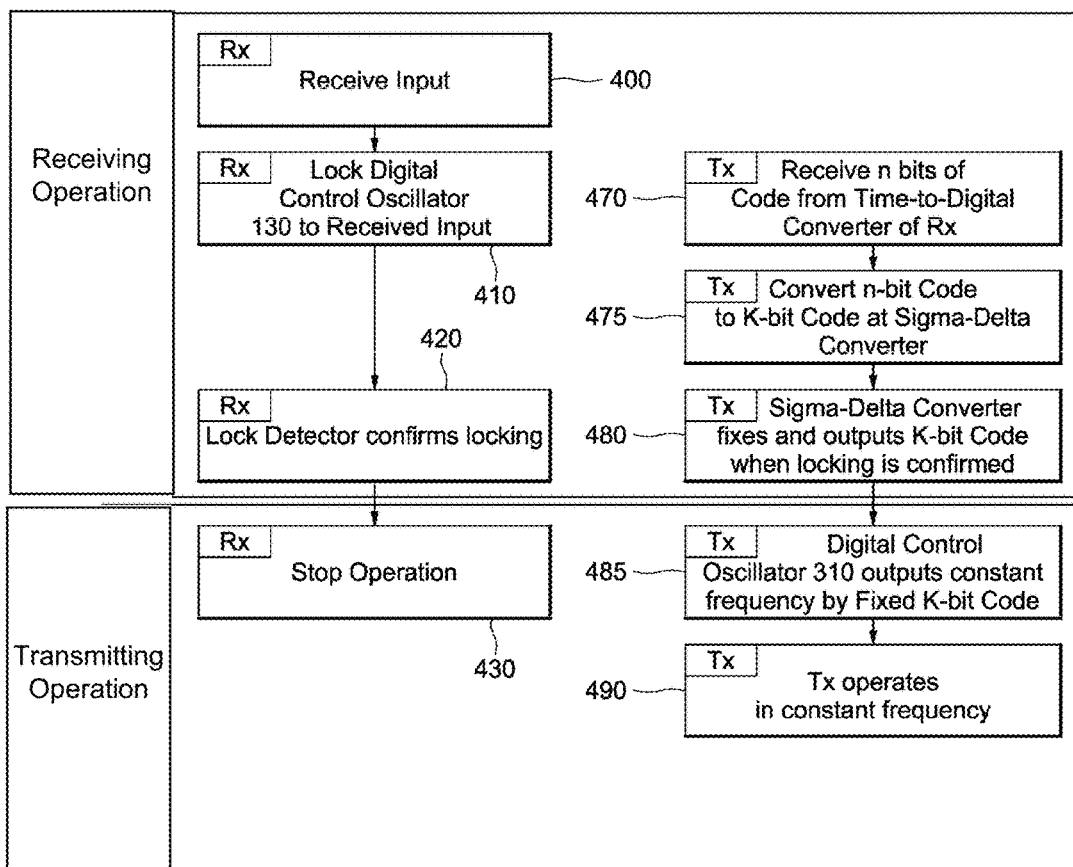 Receiving
Operation
Rx
Receive Input
400
Rx
Lock Digital
Control Oscillator
130 to Received Input
410
420
Rx
Lock Detector confirms locking
Tx
Receive n bits of
Code from Time-to-Digital
Converter of Rx
470
Tx
Convert n-bit Code
to K-bit Code at Sigma-Delta
Converter
475
Tx
Sigma-Delta Converter
fixes and outputs K-bit Code
when locking is confirmed
480
Transmitting
Operation
Rx
Stop Operation
430
Tx
Digital Control
Oscillator 310 outputs constant
frequency by Fixed K-bit Code
485
Tx
Tx operates
in constant frequency
490